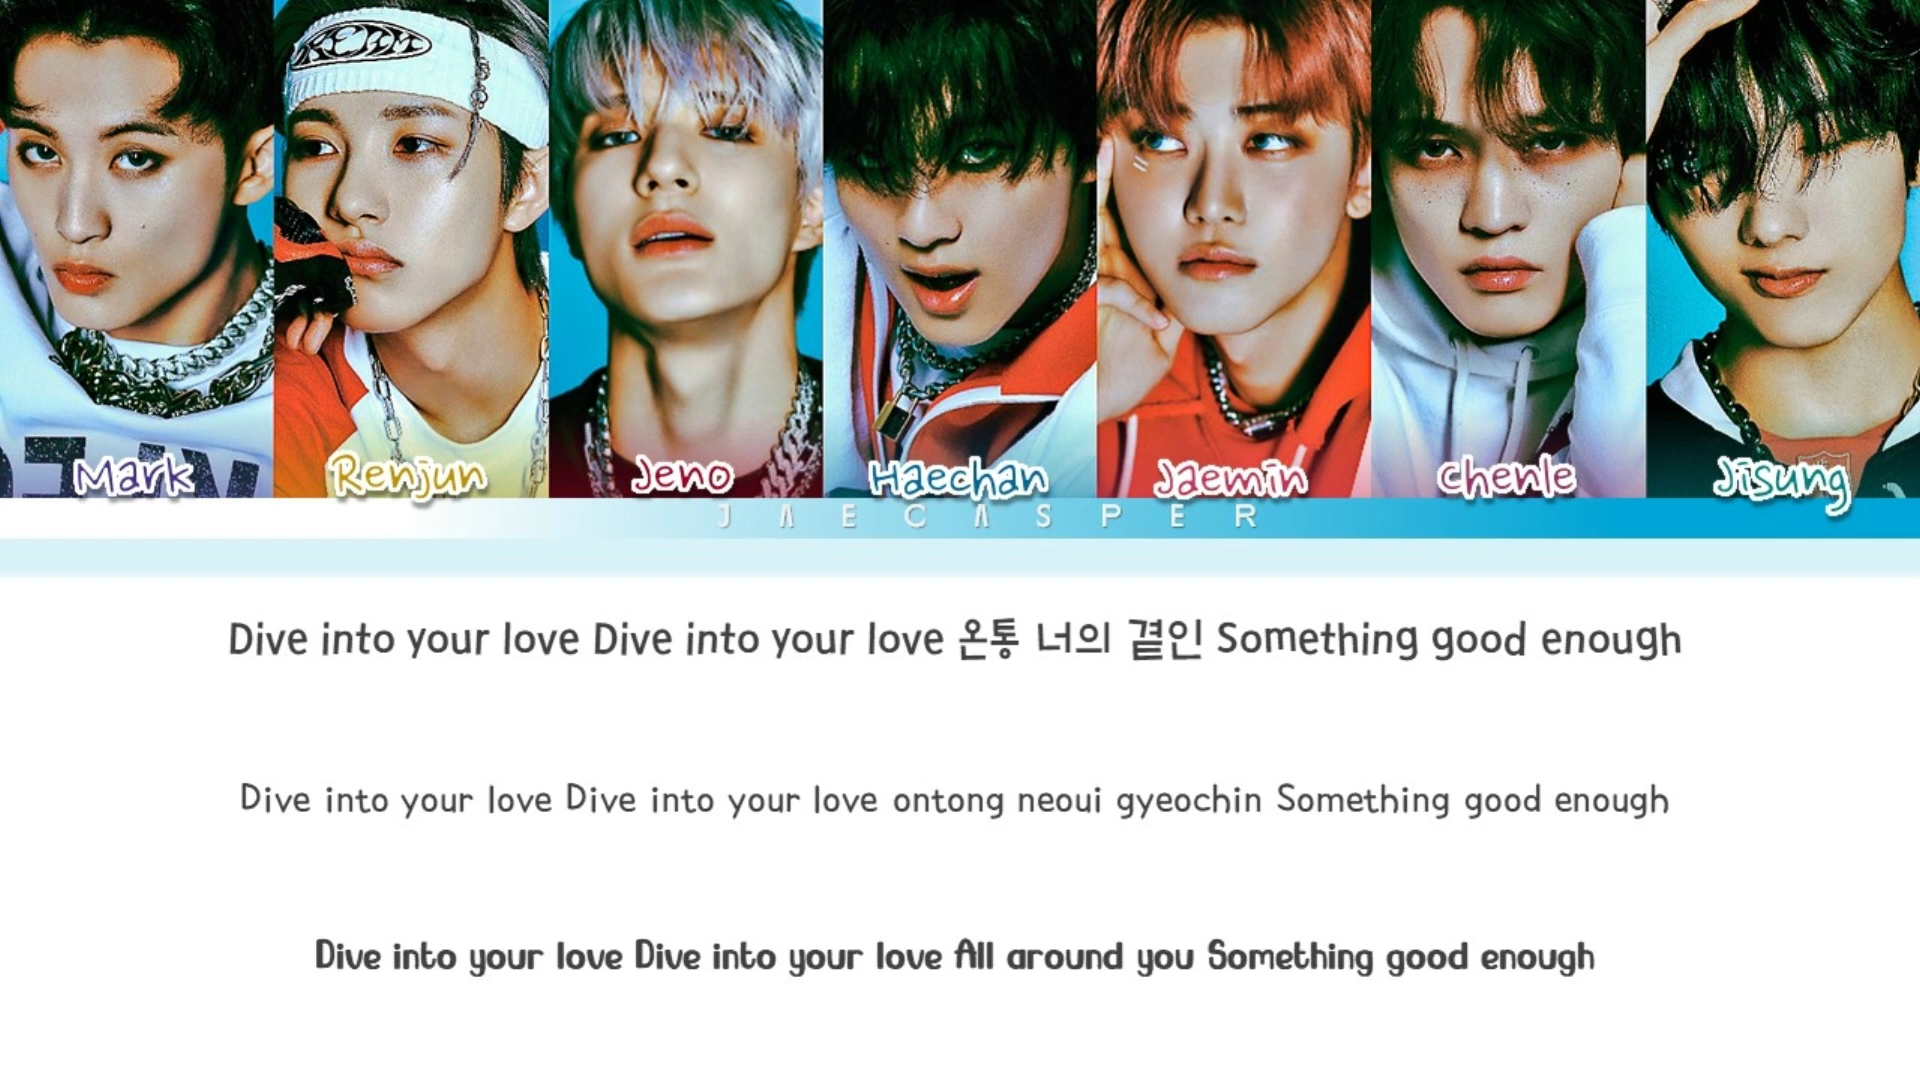 Mark Renjun Jeno Haechan Jaemin Chenle Jisung
JAECASPER
Dive into your love Dive into your love 온통 너의 곁인 Something good enough
Dive into your love Dive into your love ontong neoui gyeochin Something good enough
Dive into your love Dive into your love All around you Something good enough